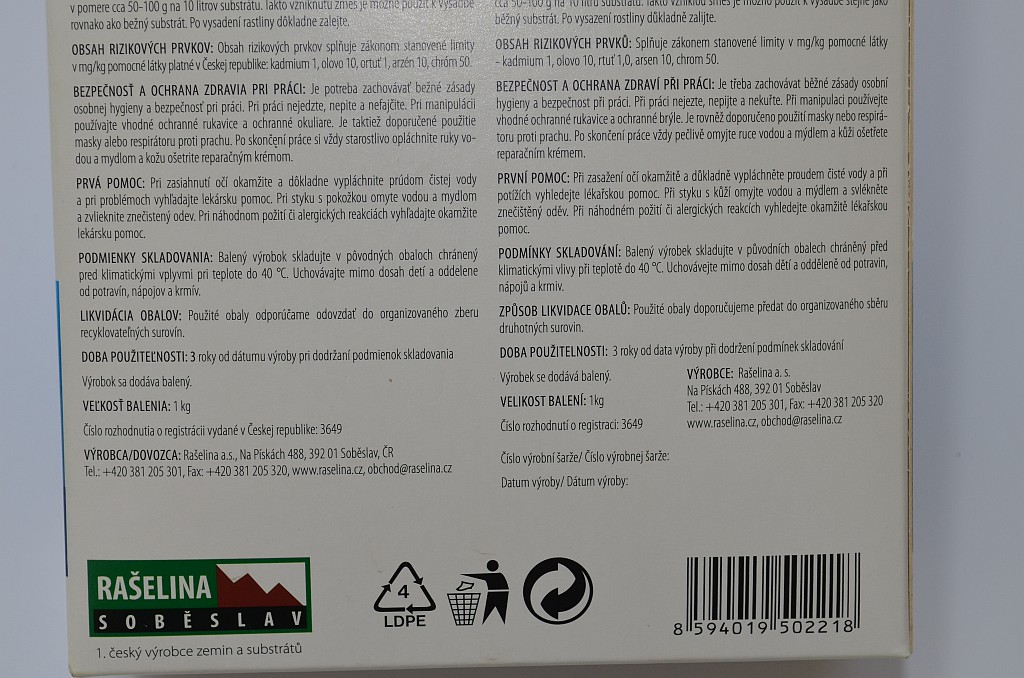 v pomere cca 50-100 g na 10 litrov substrátu. Takto vzniknutú zmes je možné použiť k výsadbe
rovnako ako bežný substrát. Po vysadení rastliny dôkladne zalejte.
OBSAH RIZIKOVÝCH PRVKOV: Obsah rizikových prvkov splňuje zákonom stanovené limity
v mg/kg pomocné látky platné v Českej republike: kadmium 1, olovo 10, ortuť 1, arzén 10, chróm 50.
BEZPEČNOSŤ A OCHRANA ZDRAVIA PRI PRÁCI: Je potreba zachovávať bežné zásady
osobnej hygieny a bezpečnosť pri práci. Pri práci nejedzte, nepite a nefajčite. Pri manipulácii
používajte vhodné ochranné rukavice a ochranné okuliare. Je taktiež doporučené použitie
masky alebo respirátoru proti prachu. Po skončení práce si vždy starostlivo opláchnite ruky vo-
dou a mydlom a kožu ošetrite reparačným krémom.
PRVÁ POMOC: Pri zasiahnutí očí okamžite a dôkladne vypláchnite prúdom čistej vody
a pri problémoch vyhľadajte lekársku pomoc. Pri styku s pokožkou omyte vodou a mydlom
a zvlieknite znečistený odev. Pri náhodnom požití či alergických reakciách vyhľadajte okamžite
lekársku pomoc.
PODMIENKY SKLADOVANIA: Balený výrobok skladujte v pôvodných obaloch chránený
pred klimatickými vplyvmi pri teplote do 40 °C. Uchovávajte mimo dosah detí a oddelene
od potravín, nápojov a krmív.
LIKVIDÁCIA OBALOV: Použité obaly odporúčame odovzdať do organizovaného zberu
recyklovateľných surovín.
DOBA POUŽITEĽNOSTI: 3 roky od dátumu výroby pri dodržaní podmienok skladovania
Výrobok sa dodáva balený.
VEĽKOSŤ BALENIA: 1 kg
Číslo rozhodnutia o registrácii vydané v Českej republike: 3649
VÝROBCA/DOVOZCA: Rašelina a.s., Na Pískách 488, 392 01 Soběslav, ČR
Tel.: +420 381 205 301, Fax: +420 381 205 320, www.raselina.cz, obchod@raselina.cz
cca 50-100 g na 10 litrů substrátu. Takto vzniklou směs je možno použít k výsadbě stejně jako
běžný substrát. Po vysazení rostliny důkladně zalijte.
OBSAH RIZIKOVÝCH PRVKŮ: Splňuje zákonem stanovené limity v mg/kg pomocné látky
- kadmium 1, olovo 10, rtuť 1,0, arsen 10, chrom 50.
BEZPEČNOST A OCHRANA ZDRAVÍ PŘI PRÁCI: Je třeba zachovávat běžné zásady osobní
hygieny a bezpečnost při práci. Při práci nejezte, nepijte a nekuřte. Při manipulaci používejte
vhodné ochranné rukavice a ochranné brýle. Je rovněž doporučeno použití masky nebo respirá-
toru proti prachu. Po skončení práce vždy pečlivě omyjte ruce vodou a mýdlem a kůži ošetřete
reparačním krémem.
PRVNÍ POMOC: Při zasažení očí okamžitě a důkladně vypláchněte proudem čisté vody a při
potížích vyhledejte lékařskou pomoc. Při styku s kůží omyjte vodou a mýdlem a svlékněte
znečištěný oděv. Při náhodném požití či alergických reakcích vyhledejte okamžitě lékařskou
pomoc.
PODMÍNKY SKLADOVÁNÍ: Balený výrobek skladujte v původních obalech chráněný před
klimatickými vlivy při teplotě do 40 °C. Uchovávejte mimo dosah dětí a odděleně od potravin,
nápojů a krmiv.
ZPŮSOB LIKVIDACE OBALŮ: Použité obaly doporučujeme předat do organizovaného sběru
druhotných surovin.
DOBA POUŽITELNOSTI: 3 roky od data výroby při dodržení podmínek skladování
Výrobek se dodává balený.
VELIKOST BALENÍ: 1kg
Číslo rozhodnutí o registraci: 3649
VÝROBCE: Rašelina a. s.
Na Pískách 488, 392 01 Soběslav
Tel.: +420 381 205 301, Fax: +420 381 205 320
www.raselina.cz, obchod@raselina.cz
Číslo výrobní šarže/ Číslo výrobnej šarže:
Datum výroby/ Dátum výroby:
RAŠELINA
SOBĚSLAV
1. český výrobce zemin a substrátů
4
LDPE
8 594019 502218